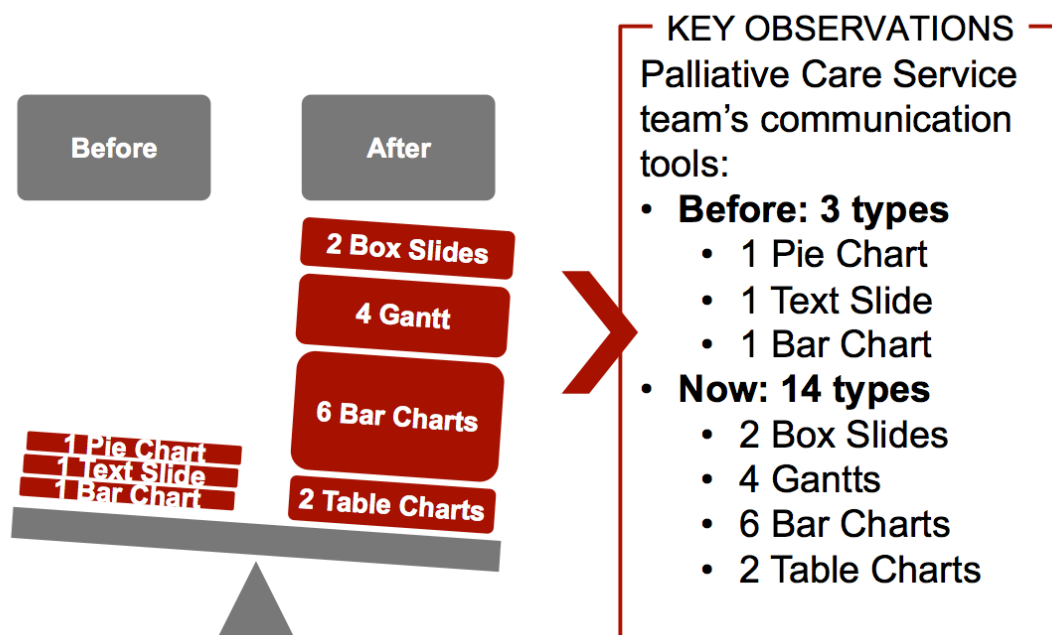 Before
After
2 Box Slides
4 Gantt
6 Bar Charts
2 Table Charts
1 Pie Chart
1 Text Slide
1 Bar Chart
KEY OBSERVATIONS
Palliative Care Service
team’s communication
tools:
• Before: 3 types
• 1 Pie Chart
• 1 Text Slide
• 1 Bar Chart
• Now: 14 types
• 2 Box Slides
• 4 Gantts
• 6 Bar Charts
• 2 Table Charts